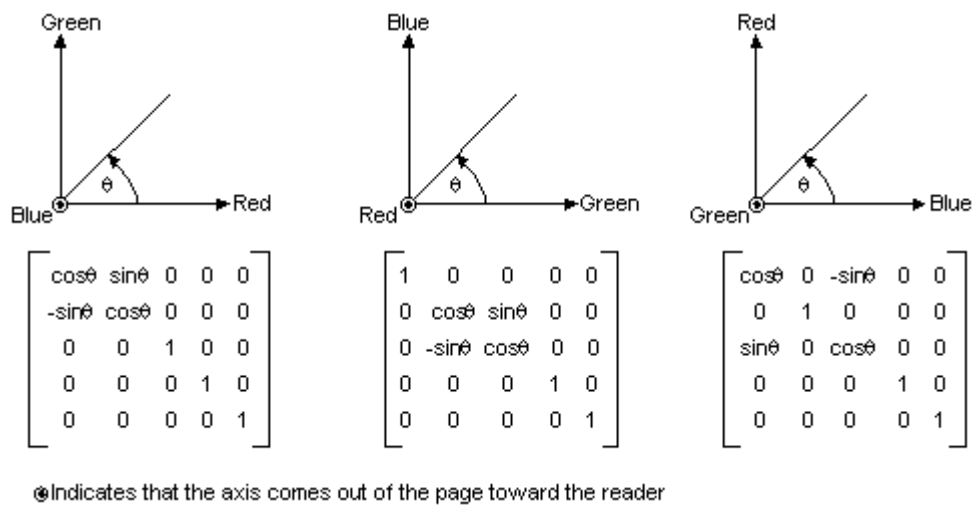 Green
Blue
Red
θ
θ
θ
Blue
Red
Red
Green
Green
Blue
cosθ sinθ 0 0 0
-sinθ cosθ 0 0 0
0 0 1 0 0
0 0 0 1 0
0 0 0 0 1
1 0 0 0 0
0 cosθ sinθ 0 0
0 -sinθ cosθ 0 0
0 0 0 1 0
0 0 0 0 1
cosθ 0 -sinθ 0 0
0 1 0 0 0
sinθ 0 cosθ 0 0
0 0 0 1 0
0 0 0 0 1
Indicates that the axis comes out of the page toward the reader